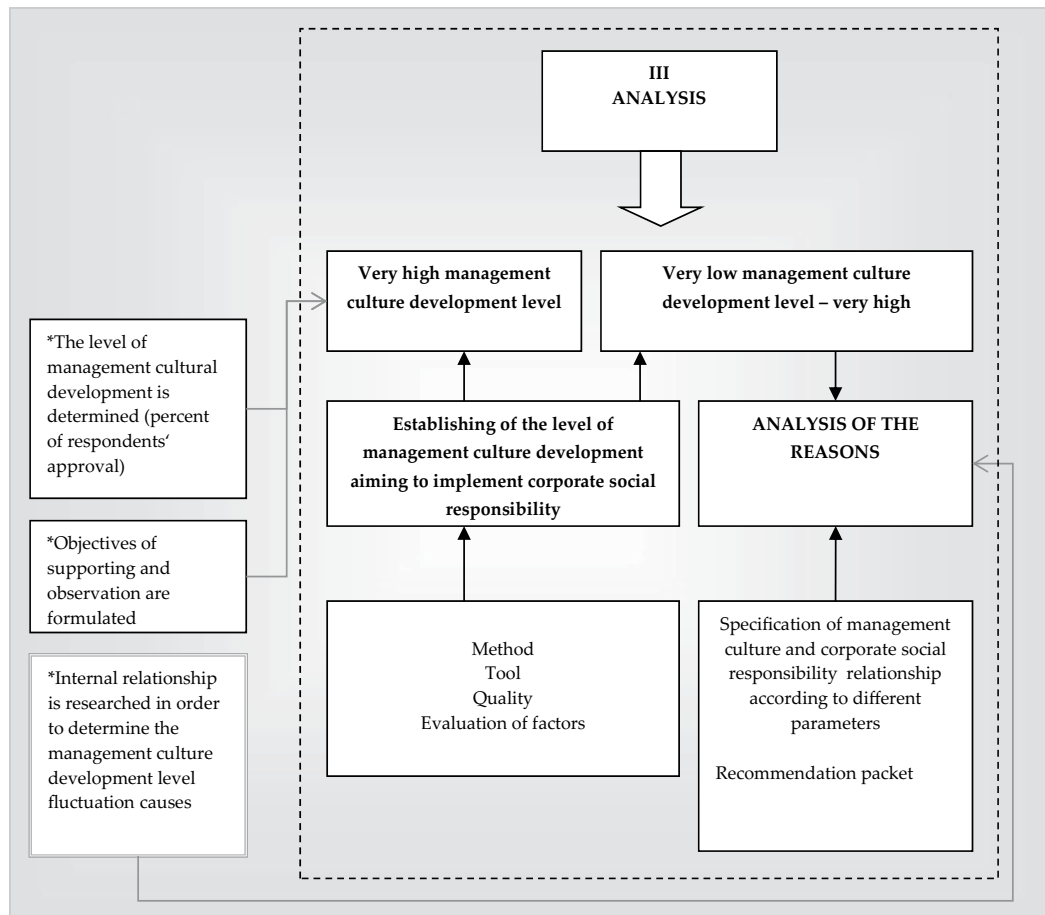 III
ANALYSIS
Very high management
culture development level
Very low management culture
development level – very high
*The level of
management cultural
development is
determined (percent
of respondents‘
approval)
Establishing of the level of
management culture development
aiming to implement corporate social
responsibility
ANALYSIS OF THE
REASONS
*Objectives of
supporting and
observation are
formulated
Method
Tool
Quality
Evaluation of factors
Specification of management
culture and corporate social
responsibility relationship
according to different
parameters
Recommendation packet
*Internal relationship
is researched in order
to determine the
management culture
development level
fluctuation causes